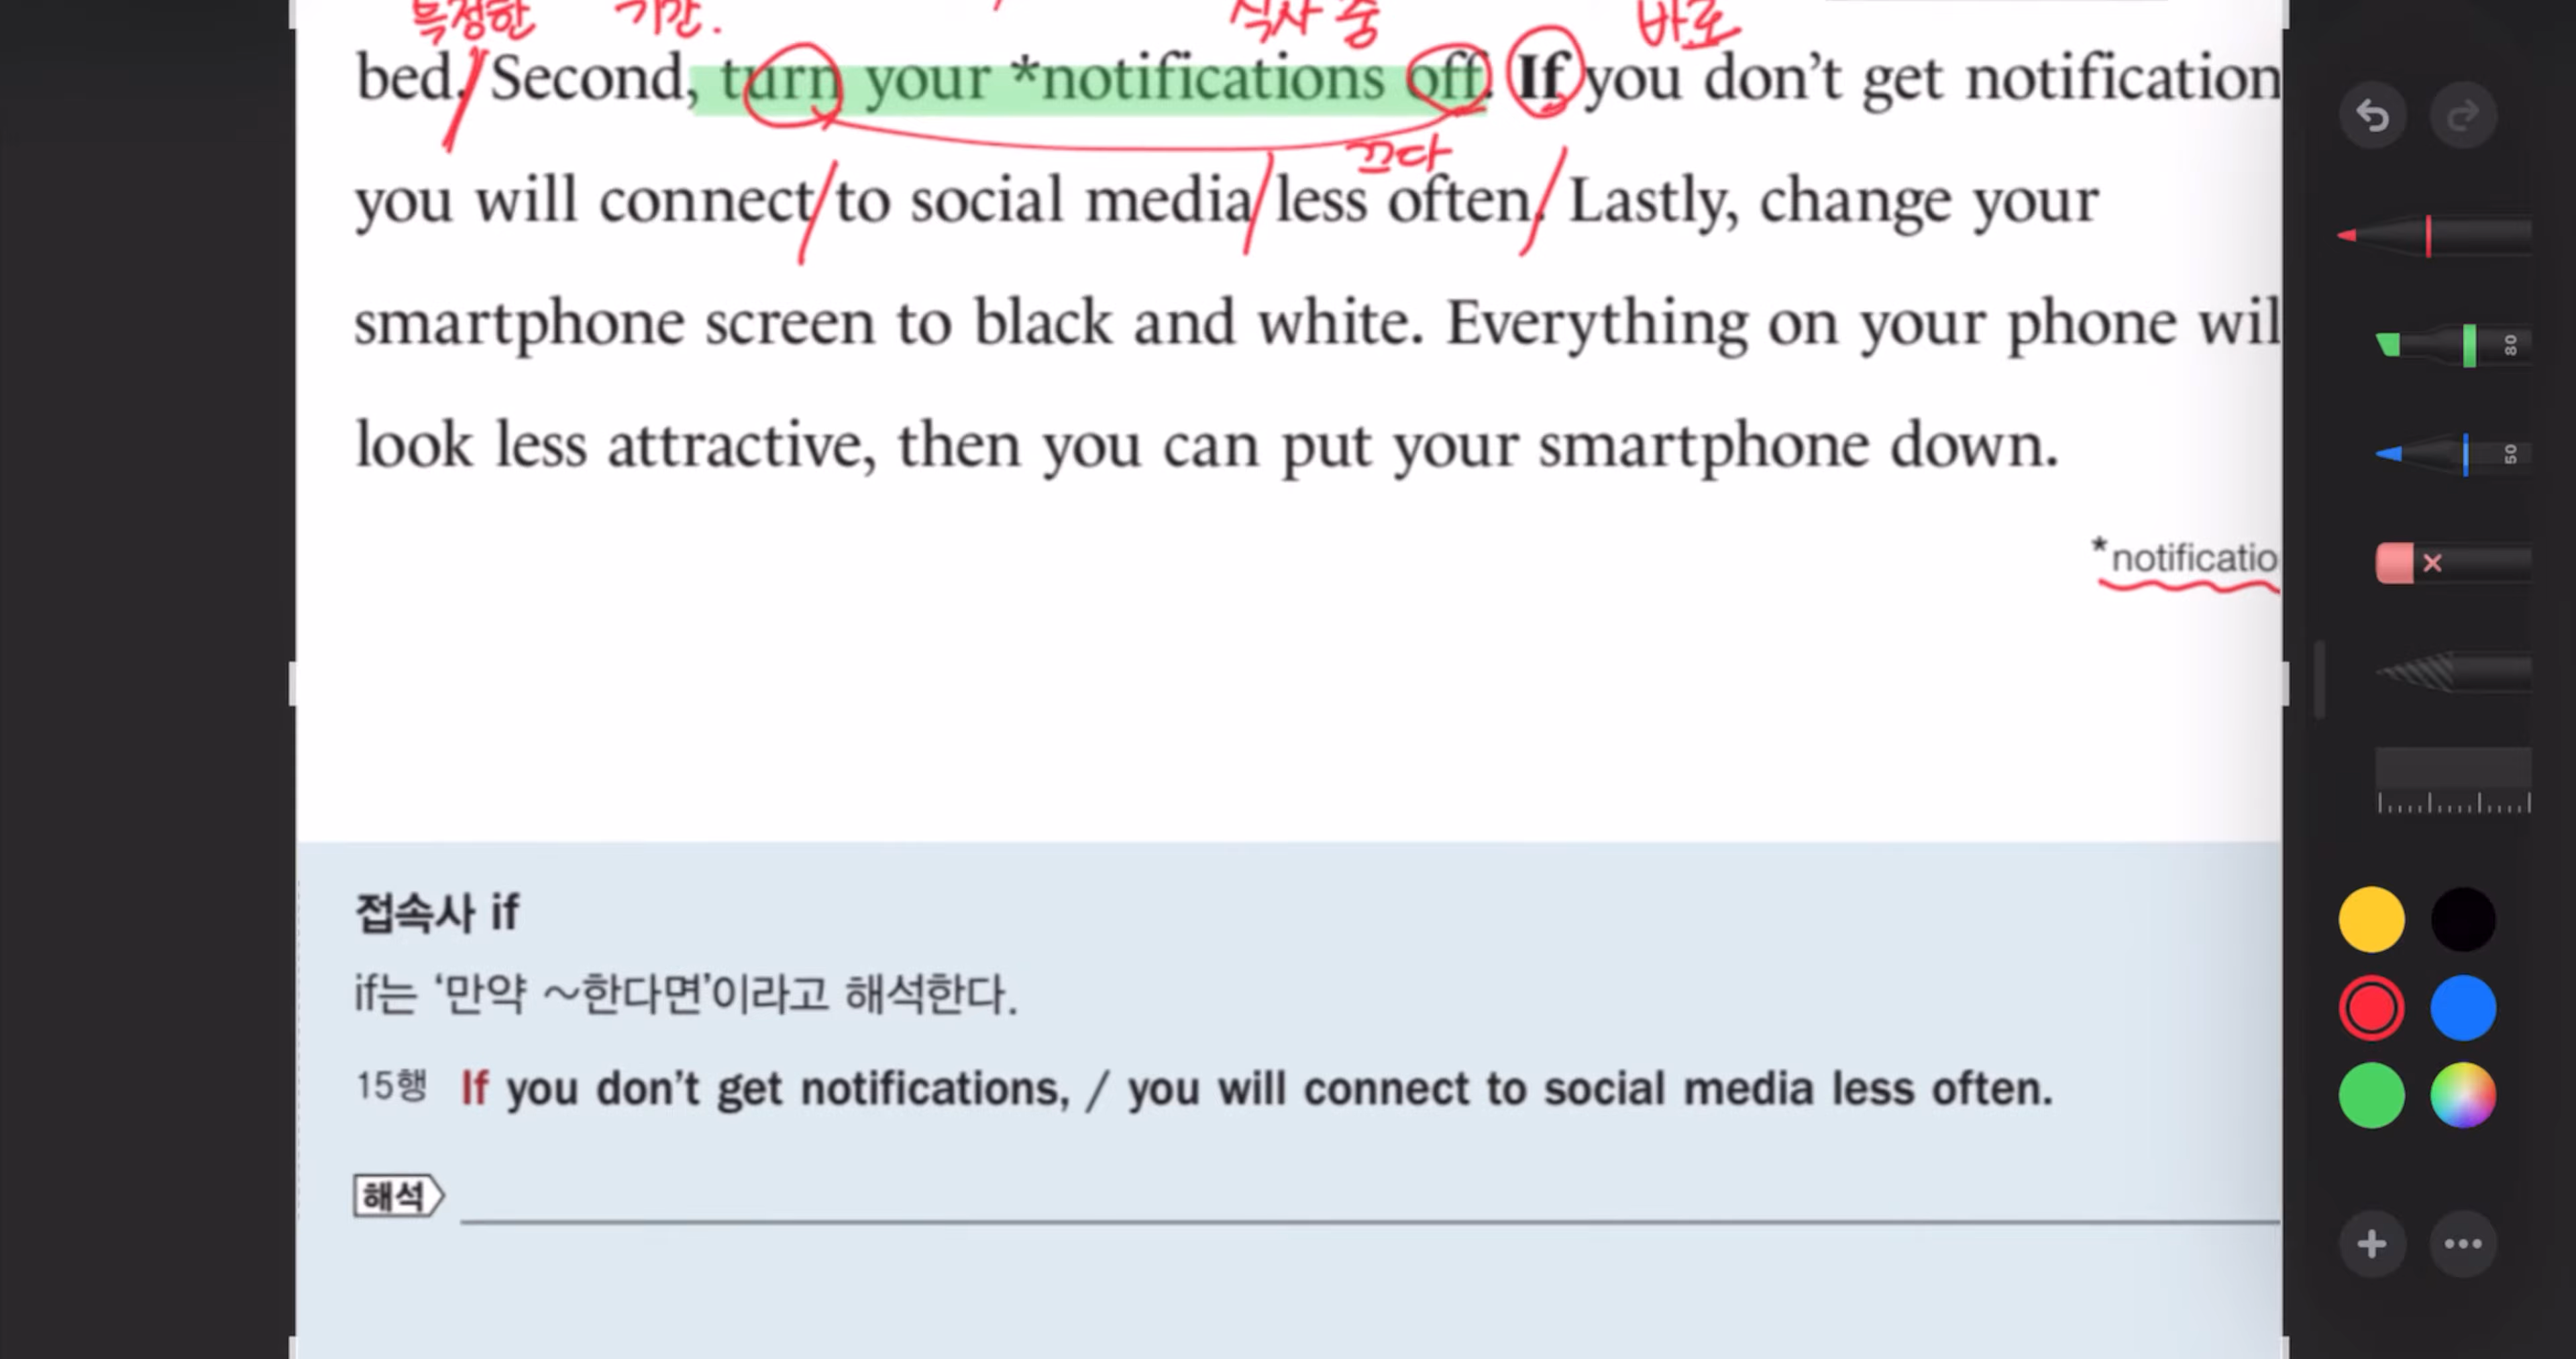 특정한 기간. 식사 중 바로
bed. Second, turn your *notifications off. If you don't get notification
끄다
you will connect to social media less often. Lastly, change your
smartphone screen to black and white. Everything on your phone wil
look less attractive, then you can put your smartphone down.
*notificatio
접속사 if
if는 '만약 ~한다면'이라고 해석한다.
15행 If you don't get notifications, / you will connect to social media less often.
해석
80
50